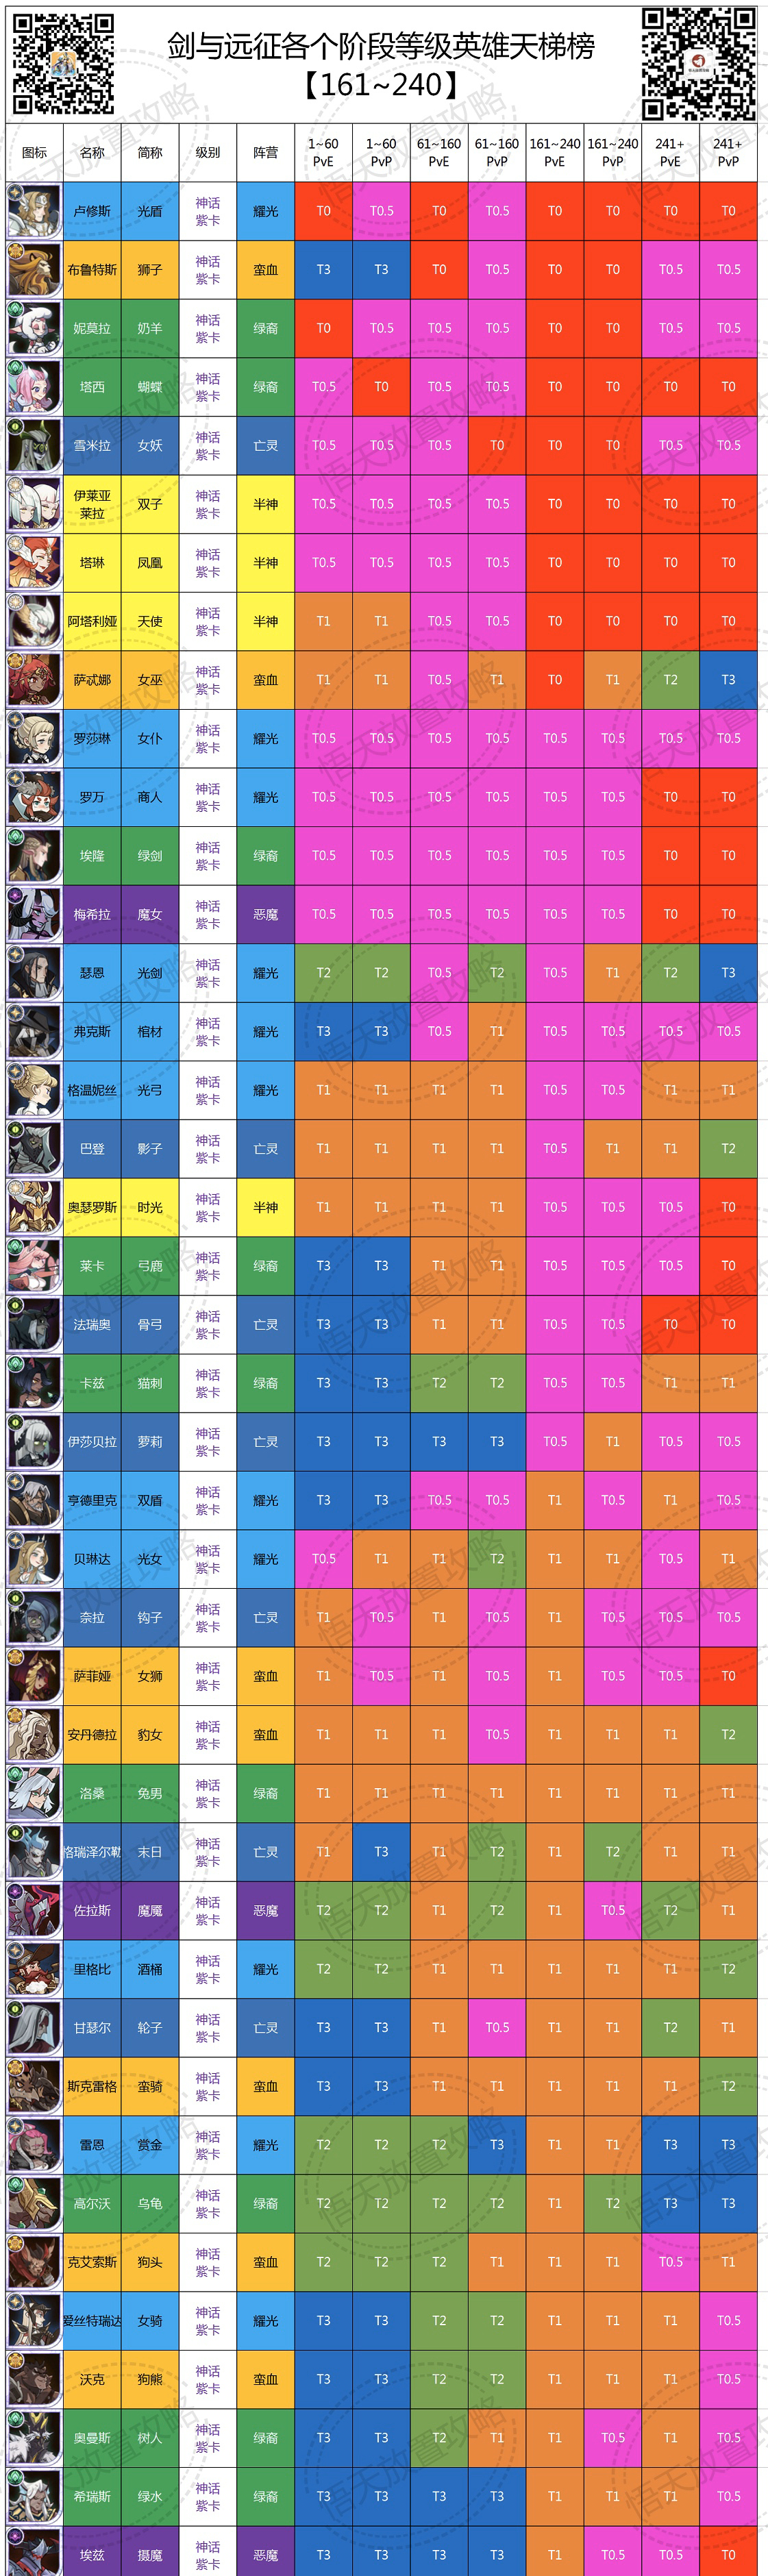 剑与远征各个阶段等级英雄天梯榜
【161~240】
图标 名称 简称 级别 阵营 1~60 PvE 1~60 PvP 61~160 PvE 61~160 PvP 161~240 PvE 161~240 PvP 241+ PvE 241+ PvP
卢修斯 光盾 神话紫卡 耀光 T0 T0.5 T0 T0.5 T0 T0 T0 T0
布鲁特斯 狮子 神话紫卡 蛮血 T3 T3 T0 T0.5 T0 T0 T0.5 T0.5
妮莫拉 奶羊 神话紫卡 绿裔 T0 T0.5 T0.5 T0.5 T0 T0 T0.5 T0.5
塔西 蝴蝶 神话紫卡 绿裔 T0.5 T0 T0.5 T0.5 T0 T0 T0 T0
雪米拉 女妖 神话紫卡 亡灵 T0.5 T0.5 T0.5 T0 T0 T0 T0.5 T0.5
伊莱亚莱拉 双子 神话紫卡 半神 T0.5 T0.5 T0.5 T0.5 T0 T0 T0 T0
塔琳 凤凰 神话紫卡 半神 T0.5 T0.5 T0.5 T0.5 T0 T0 T0 T0
阿塔利娅 天使 神话紫卡 半神 T1 T1 T0.5 T0.5 T0 T0 T0 T0
萨忒娜 女巫 神话紫卡 蛮血 T1 T1 T0.5 T1 T0 T1 T2 T3
罗莎琳 女仆 神话紫卡 耀光 T0.5 T0.5 T0.5 T0.5 T0.5 T0.5 T0.5 T0.5
罗万 商人 神话紫卡 耀光 T0.5 T0.5 T0.5 T0.5 T0.5 T0.5 T0 T0
埃隆 绿剑 神话紫卡 绿裔 T0.5 T0.5 T0.5 T0.5 T0.5 T0.5 T0 T0
梅希拉 魔女 神话紫卡 恶魔 T0.5 T0.5 T0.5 T0.5 T0.5 T0.5 T0 T0
瑟恩 光剑 神话紫卡 耀光 T2 T2 T0.5 T2 T0.5 T1 T2 T3
弗克斯 棺材 神话紫卡 耀光 T3 T3 T0.5 T1 T0.5 T0.5 T0.5 T0.5
格温妮丝 光弓 神话紫卡 耀光 T1 T1 T1 T1 T0.5 T0.5 T1 T1
巴登 影子 神话紫卡 亡灵 T1 T1 T1 T1 T0.5 T1 T1 T2
奥瑟罗斯 时光 神话紫卡 半神 T1 T1 T1 T1 T0.5 T0.5 T0.5 T0
莱卡 弓鹿 神话紫卡 绿裔 T3 T3 T1 T1 T0.5 T0.5 T0.5 T0
法瑞奥 骨弓 神话紫卡 亡灵 T3 T3 T1 T1 T0.5 T0.5 T0 T0
卡兹 猫刺 神话紫卡 绿裔 T3 T3 T2 T2 T0.5 T0.5 T1 T1
伊莎贝拉 萝莉 神话紫卡 亡灵 T3 T3 T3 T3 T0.5 T1 T0.5 T0.5
亨德里克 双盾 神话紫卡 耀光 T3 T3 T0.5 T0.5 T1 T0.5 T1 T0.5
贝琳达 光女 神话紫卡 耀光 T0.5 T1 T1 T2 T1 T1 T0.5 T1
奈拉 钩子 神话紫卡 亡灵 T1 T0.5 T1 T0.5 T1 T0.5 T0.5 T0.5
萨菲娅 女狮 神话紫卡 蛮血 T1 T0.5 T1 T0.5 T1 T0.5 T0.5 T0
安丹德拉 豹女 神话紫卡 蛮血 T1 T1 T1 T0.5 T1 T1 T1 T2
洛桑 兔男 神话紫卡 绿裔 T1 T1 T1 T1 T1 T1 T1 T1
格瑞泽尔勒 末日 神话紫卡 亡灵 T1 T3 T1 T2 T1 T2 T1 T1
佐拉斯 魔魇 神话紫卡 恶魔 T2 T2 T1 T2 T1 T0.5 T2 T1
里格比 酒桶 神话紫卡 耀光 T2 T2 T1 T1 T1 T1 T1 T2
甘瑟尔 轮子 神话紫卡 亡灵 T3 T3 T1 T0.5 T1 T1 T2 T1
斯克雷格 蛮骑 神话紫卡 蛮血 T3 T3 T1 T1 T1 T1 T1 T2
雷恩 赏金 神话紫卡 耀光 T2 T2 T2 T3 T1 T1 T3 T3
高尔沃 乌龟 神话紫卡 绿裔 T2 T2 T2 T2 T1 T2 T3 T3
克艾索斯 狗头 神话紫卡 蛮血 T2 T2 T2 T1 T1 T1 T0.5 T1
爱丝特瑞达 女骑 神话紫卡 耀光 T3 T3 T2 T2 T1 T1 T1 T0.5
沃克 狗熊 神话紫卡 蛮血 T3 T3 T2 T2 T1 T1 T1 T0.5
奥曼斯 树人 神话紫卡 绿裔 T3 T3 T2 T1 T1 T0.5 T1 T0.5
希瑞斯 绿水 神话紫卡 绿裔 T3 T3 T3 T3 T1 T1 T1 T0.5
埃兹 摄魔 神话紫卡 恶魔 T3 T3 T3 T3 T1 T0.5 T0.5 T0
悟天放置攻略